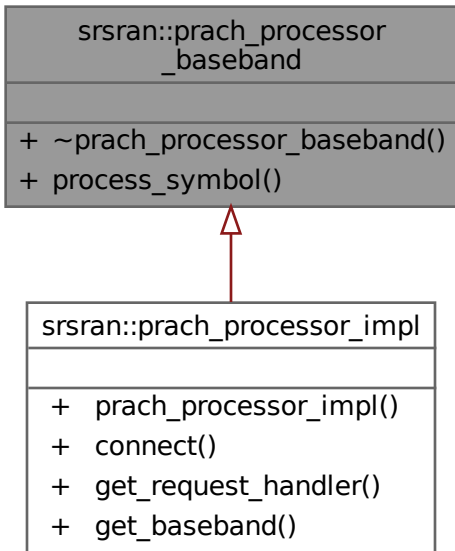 srsran::prach_processor
_baseband
+ ~prach_processor_baseband()
+ process_symbol()
srsran::prach_processor_impl
+ prach_processor_impl()
+ connect()
+ get_request_handler()
+ get_baseband()